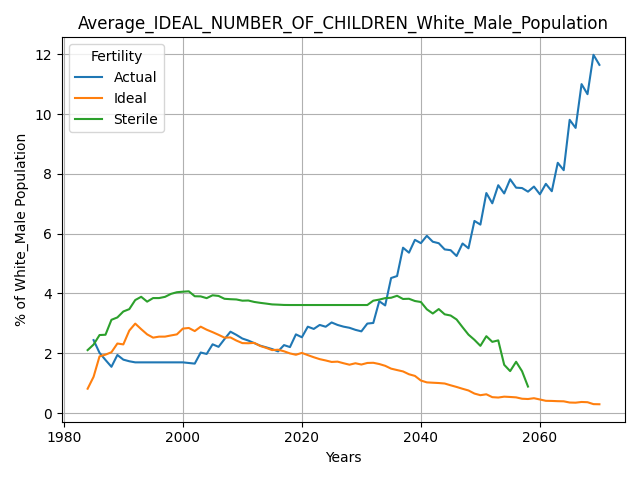 Average_IDEAL_NUMBER_OF_CHILDREN_White_Male_Population
Fertility
Actual
Ideal
Sterile
% of White_Male Population
12
10
8
6
4
2
0
1980 2000 2020 2040 2060
Years